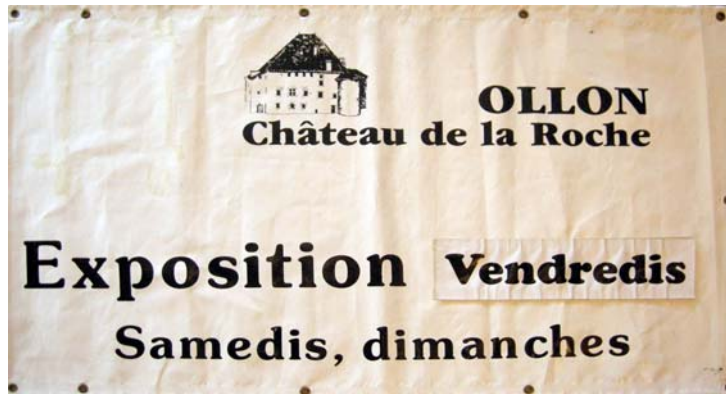 OLLON
Château de la Roche
Exposition Vendredis
Samedis, dimanches